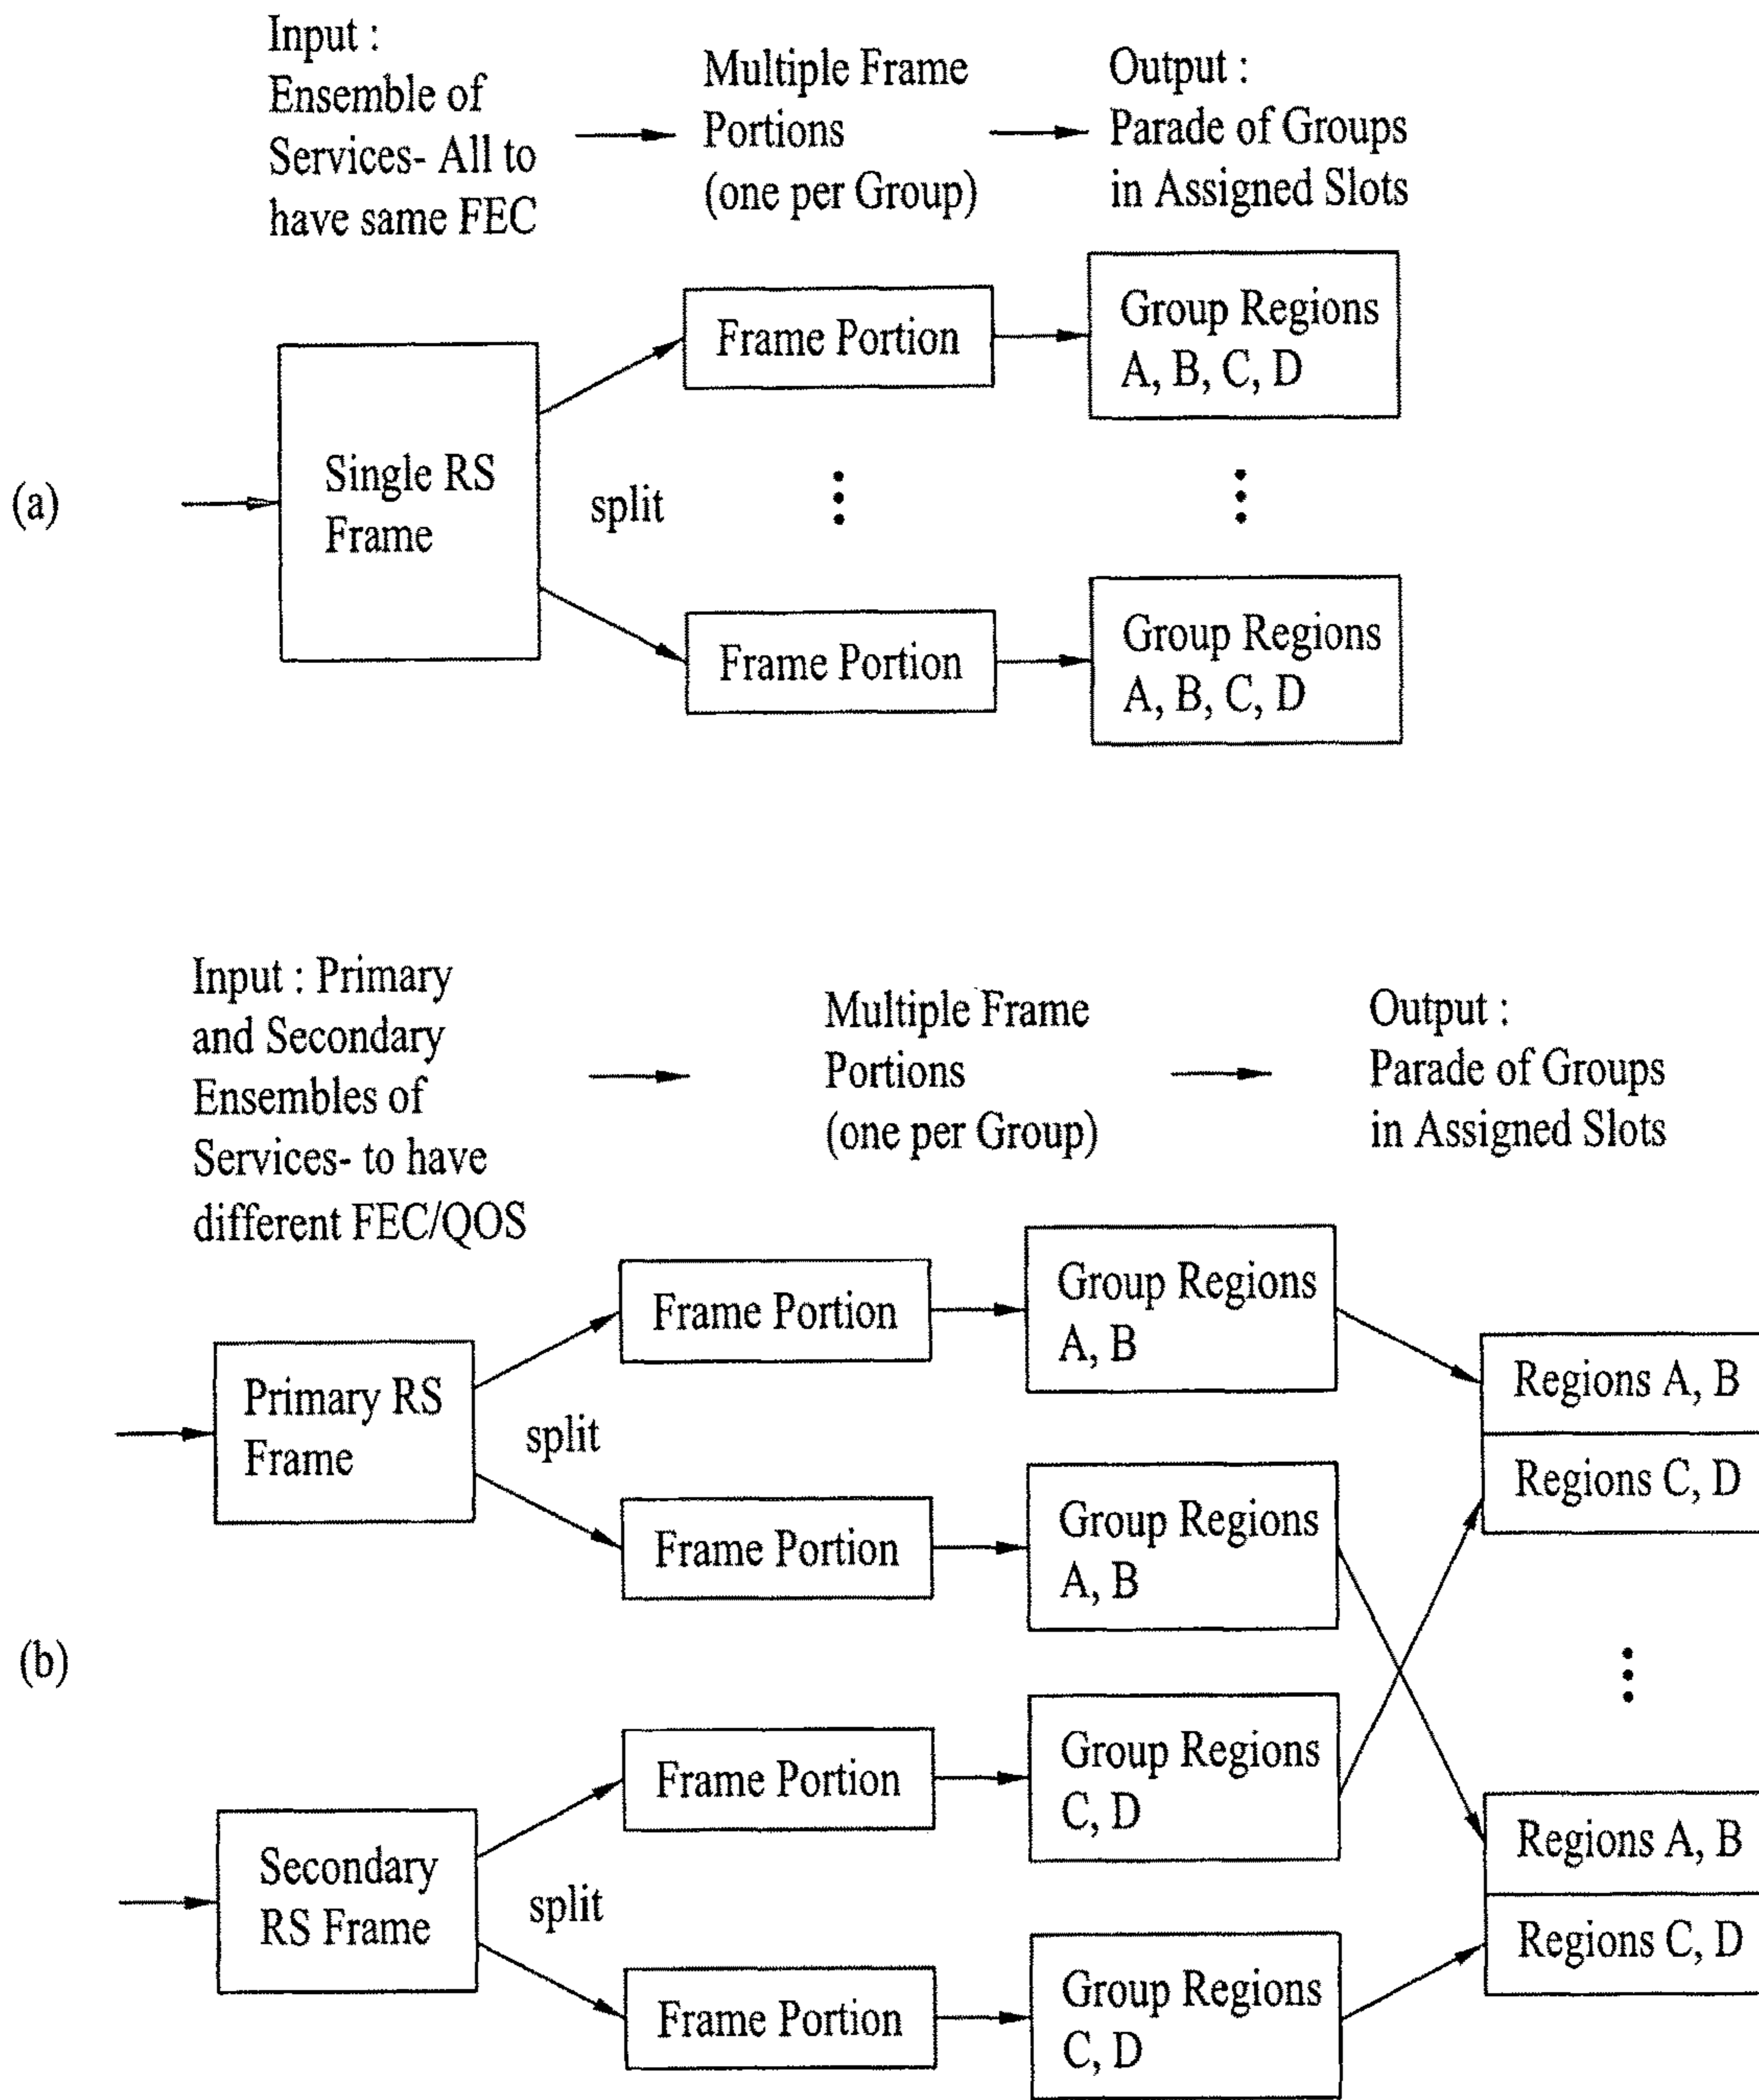 Input :
Ensemble of
Services- All to
have same FEC
Multiple Frame
Portions
(one per Group)
Output :
Parade of Groups
in Assigned Slots
(a)
Single RS
Frame
split
Frame Portion
Group Regions
A, B, C, D
Frame Portion
Group Regions
A, B, C, D
Input : Primary
and Secondary
Ensembles of
Services- to have
different FEC/QOS
Multiple Frame
Portions
(one per Group)
Output :
Parade of Groups
in Assigned Slots
(b)
Primary RS
Frame
split
Frame Portion
Group Regions
A, B
Frame Portion
Group Regions
A, B
Regions A, B
Regions C, D
Secondary
RS Frame
split
Frame Portion
Group Regions
C, D
Frame Portion
Group Regions
C, D
Regions A, B
Regions C, D